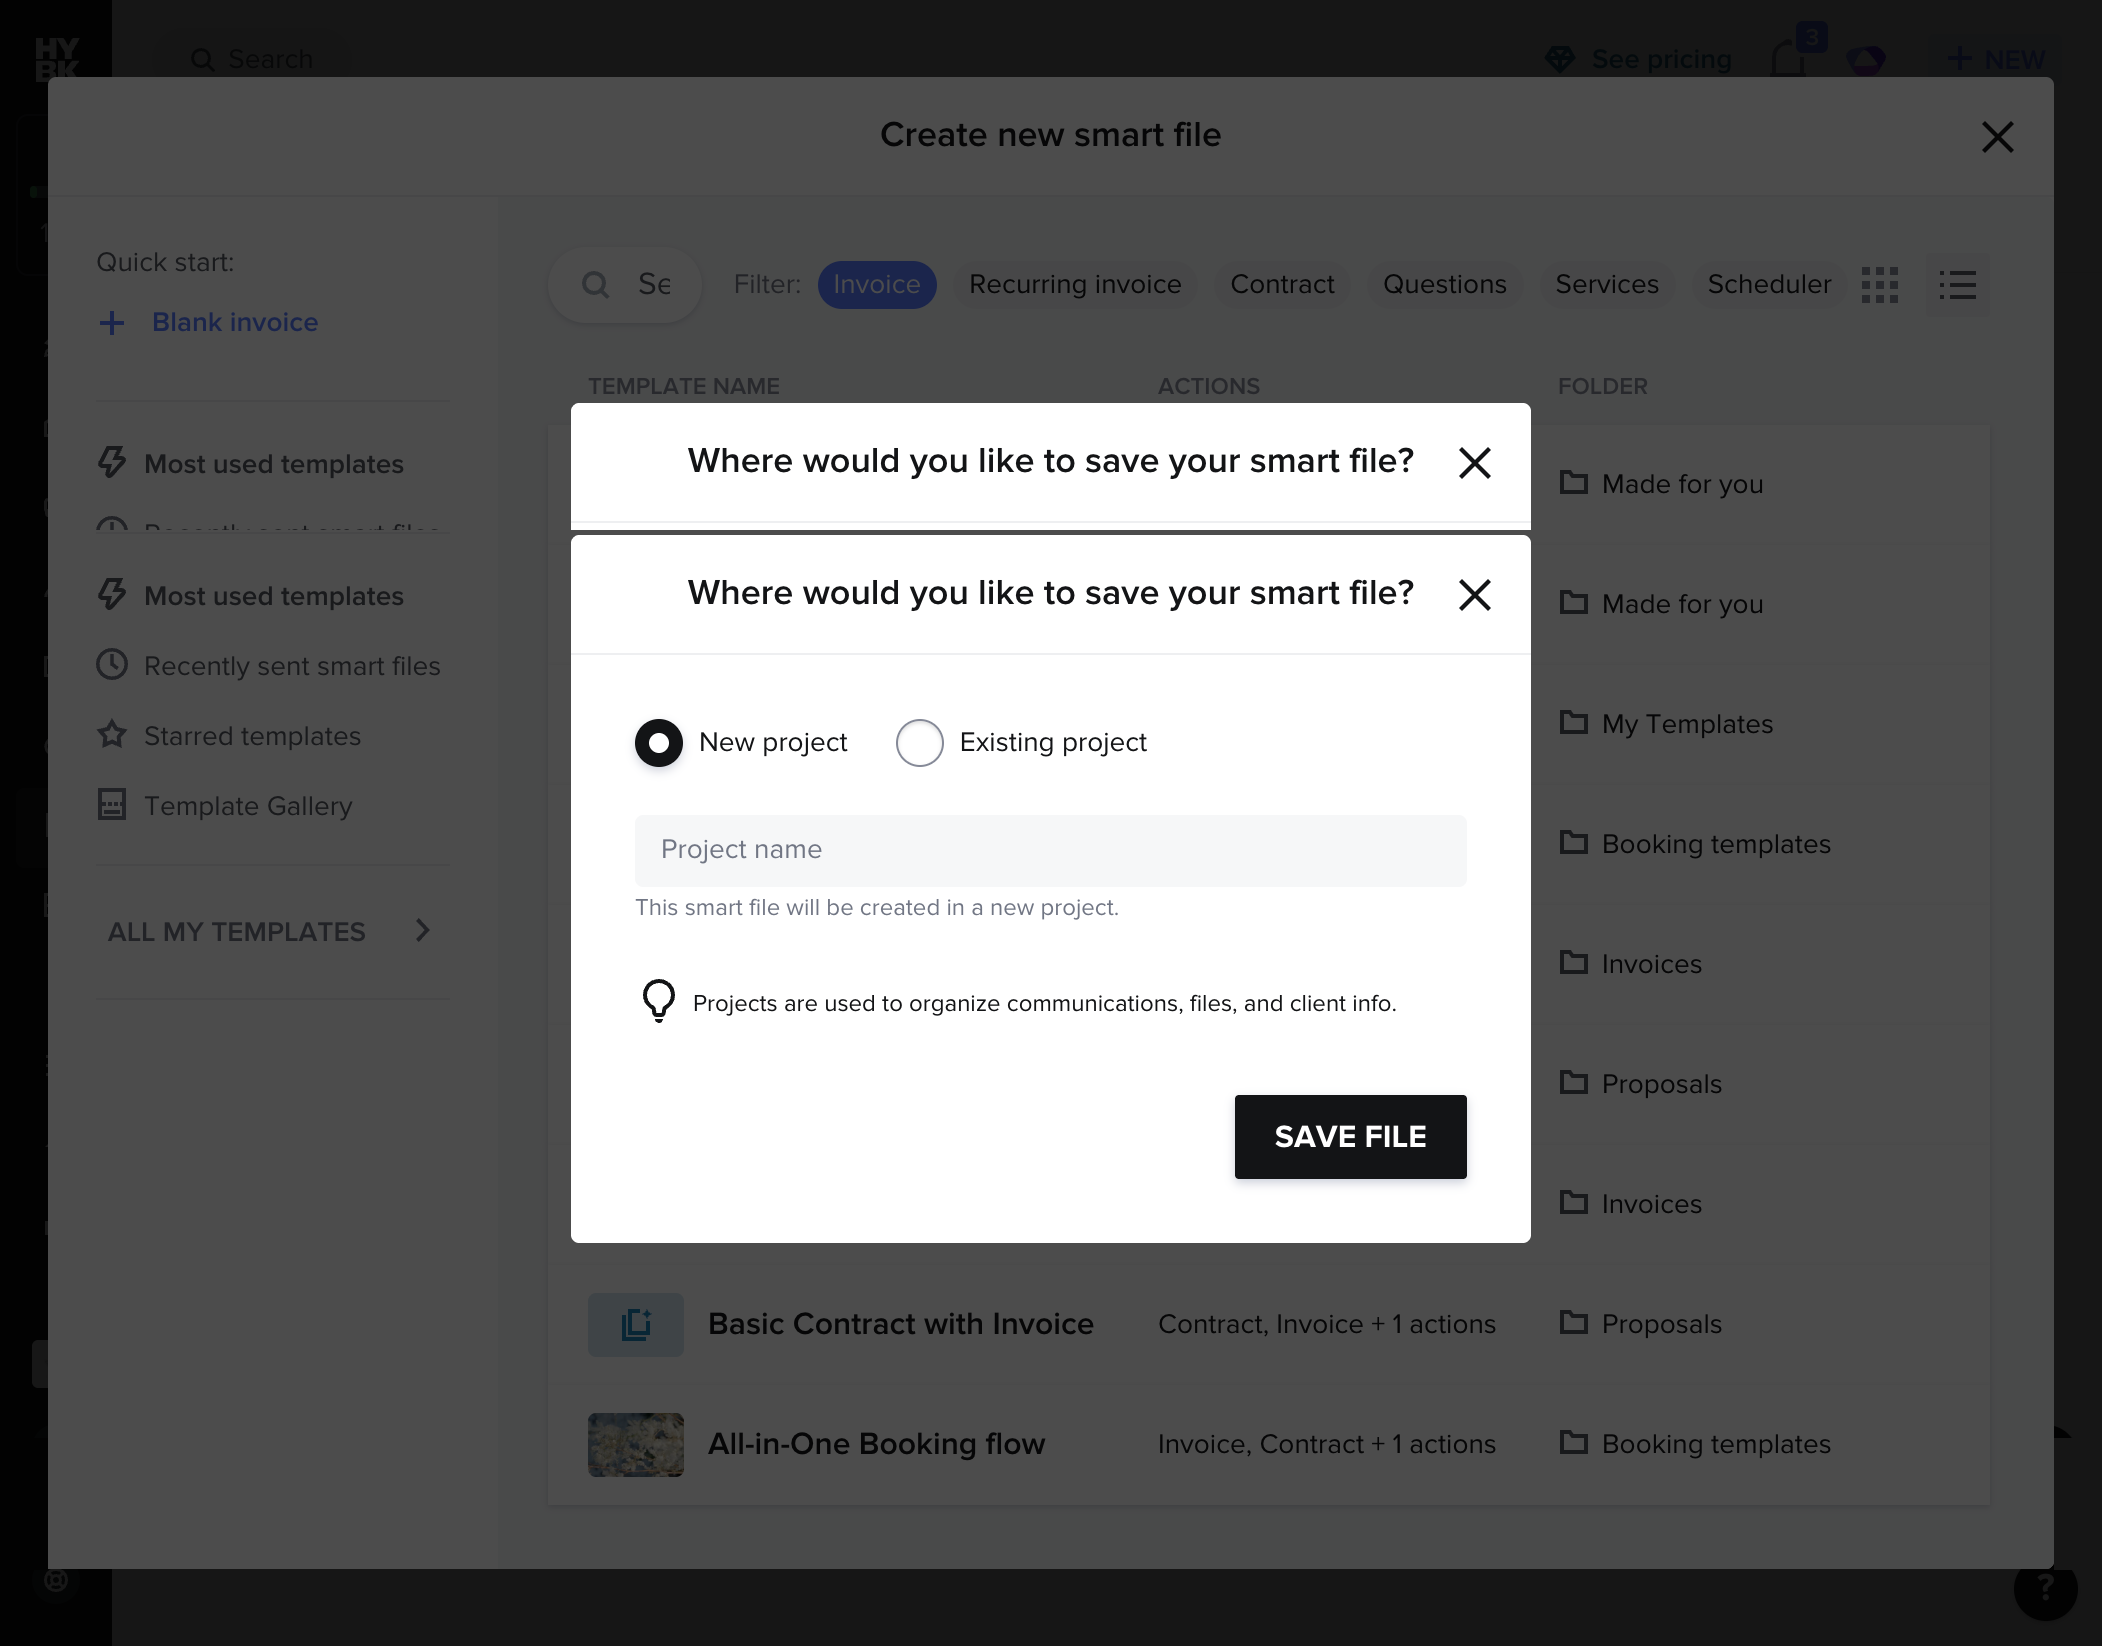 HY
BK
Search
See pricing
3
+ NEW
Create new smart file
Quick start:
Blank invoice
Se
Filter:
Invoice
Recurring invoice
Contract
Questions
Services
Scheduler
TEMPLATE NAME
ACTIONS
FOLDER
Most used templates
Recently sent smart files
Where would you like to save your smart file?
Made for you
Most used templates
Recently sent smart files
Starred templates
Template Gallery
ALL MY TEMPLATES
Where would you like to save your smart file?
New project
Existing project
Project name
This smart file will be created in a new project.
Projects are used to organize communications, files, and client info.
SAVE FILE
Made for you
My Templates
Booking templates
Invoices
Proposals
Invoices
Basic Contract with Invoice
Contract, Invoice + 1 actions
Proposals
All-in-One Booking flow
Invoice, Contract + 1 actions
Booking templates
?